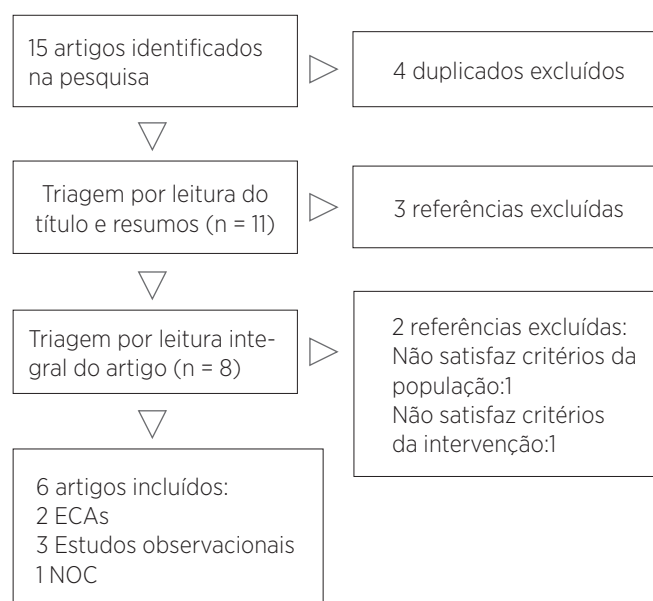 15 artigos identificados
na pesquisa
4 duplicados excluídos
Triagem por leitura do
título e resumos (n = 11)
3 referências excluídas
Triagem por leitura inte-
gral do artigo (n = 8)
2 referências excluídas:
Não satisfaz critérios da
população:1
Não satisfaz critérios
da intervenção:1
6 artigos incluídos:
2 ECAs
3 Estudos observacionais
1 NOC